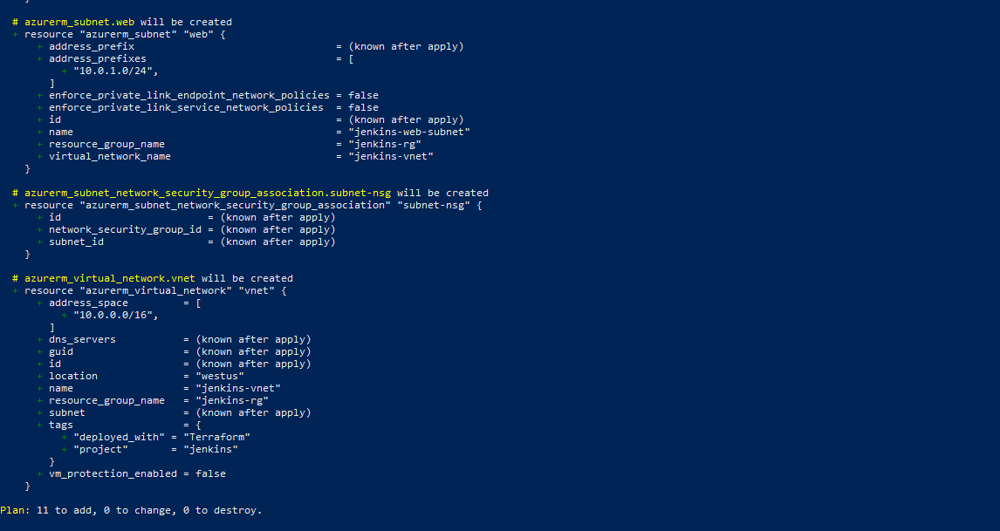 }
# azurerm_subnet.web will be created
+ resource "azurerm_subnet" "web" {
+ address_prefix = (known after apply)
+ address_prefixes = [
+ "10.0.1.0/24",
]
+ enforce_private_link_endpoint_network_policies = false
+ enforce_private_link_service_network_policies = false
+ id = (known after apply)
+ name = "jenkins-web-subnet"
+ resource_group_name = "jenkins-rg"
+ virtual_network_name = "jenkins-vnet"
}
# azurerm_subnet_network_security_group_association.subnet-nsg will be created
+ resource "azurerm_subnet_network_security_group_association" "subnet-nsg" {
+ id = (known after apply)
+ network_security_group_id = (known after apply)
+ subnet_id = (known after apply)
}
# azurerm_virtual_network.vnet will be created
+ resource "azurerm_virtual_network" "vnet" {
+ address_space = [
+ "10.0.0.0/16",
]
+ dns_servers = (known after apply)
+ guid = (known after apply)
+ id = (known after apply)
+ location = "westus"
+ name = "jenkins-vnet"
+ resource_group_name = "jenkins-rg"
+ subnet = (known after apply)
+ tags = {
+ "deployed_with" = "Terraform"
+ "project" = "jenkins"
}
+ vm_protection_enabled = false
}
Plan: 11 to add, 0 to change, 0 to destroy.